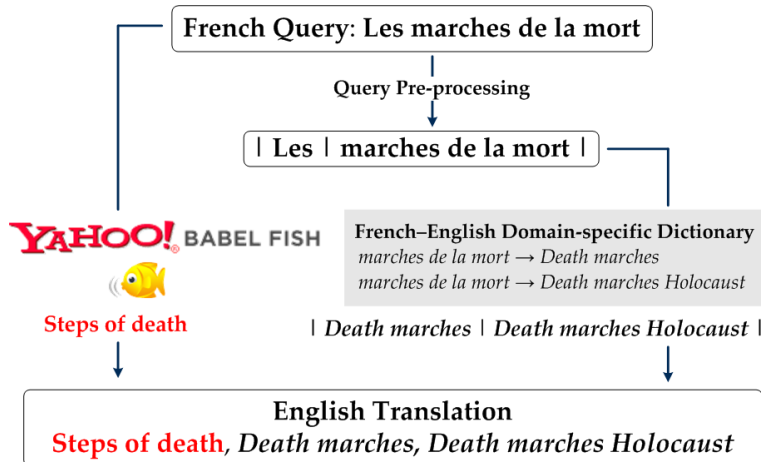 French Query: Les marches de la mort
Query Pre-processing
| Les | marches de la mort |
YAHOO! BABEL FISH
French–English Domain-specific Dictionary
marches de la mort → Death marches
marches de la mort → Death marches Holocaust
Steps of death
| Death marches | Death marches Holocaust |
English Translation
Steps of death, Death marches, Death marches Holocaust